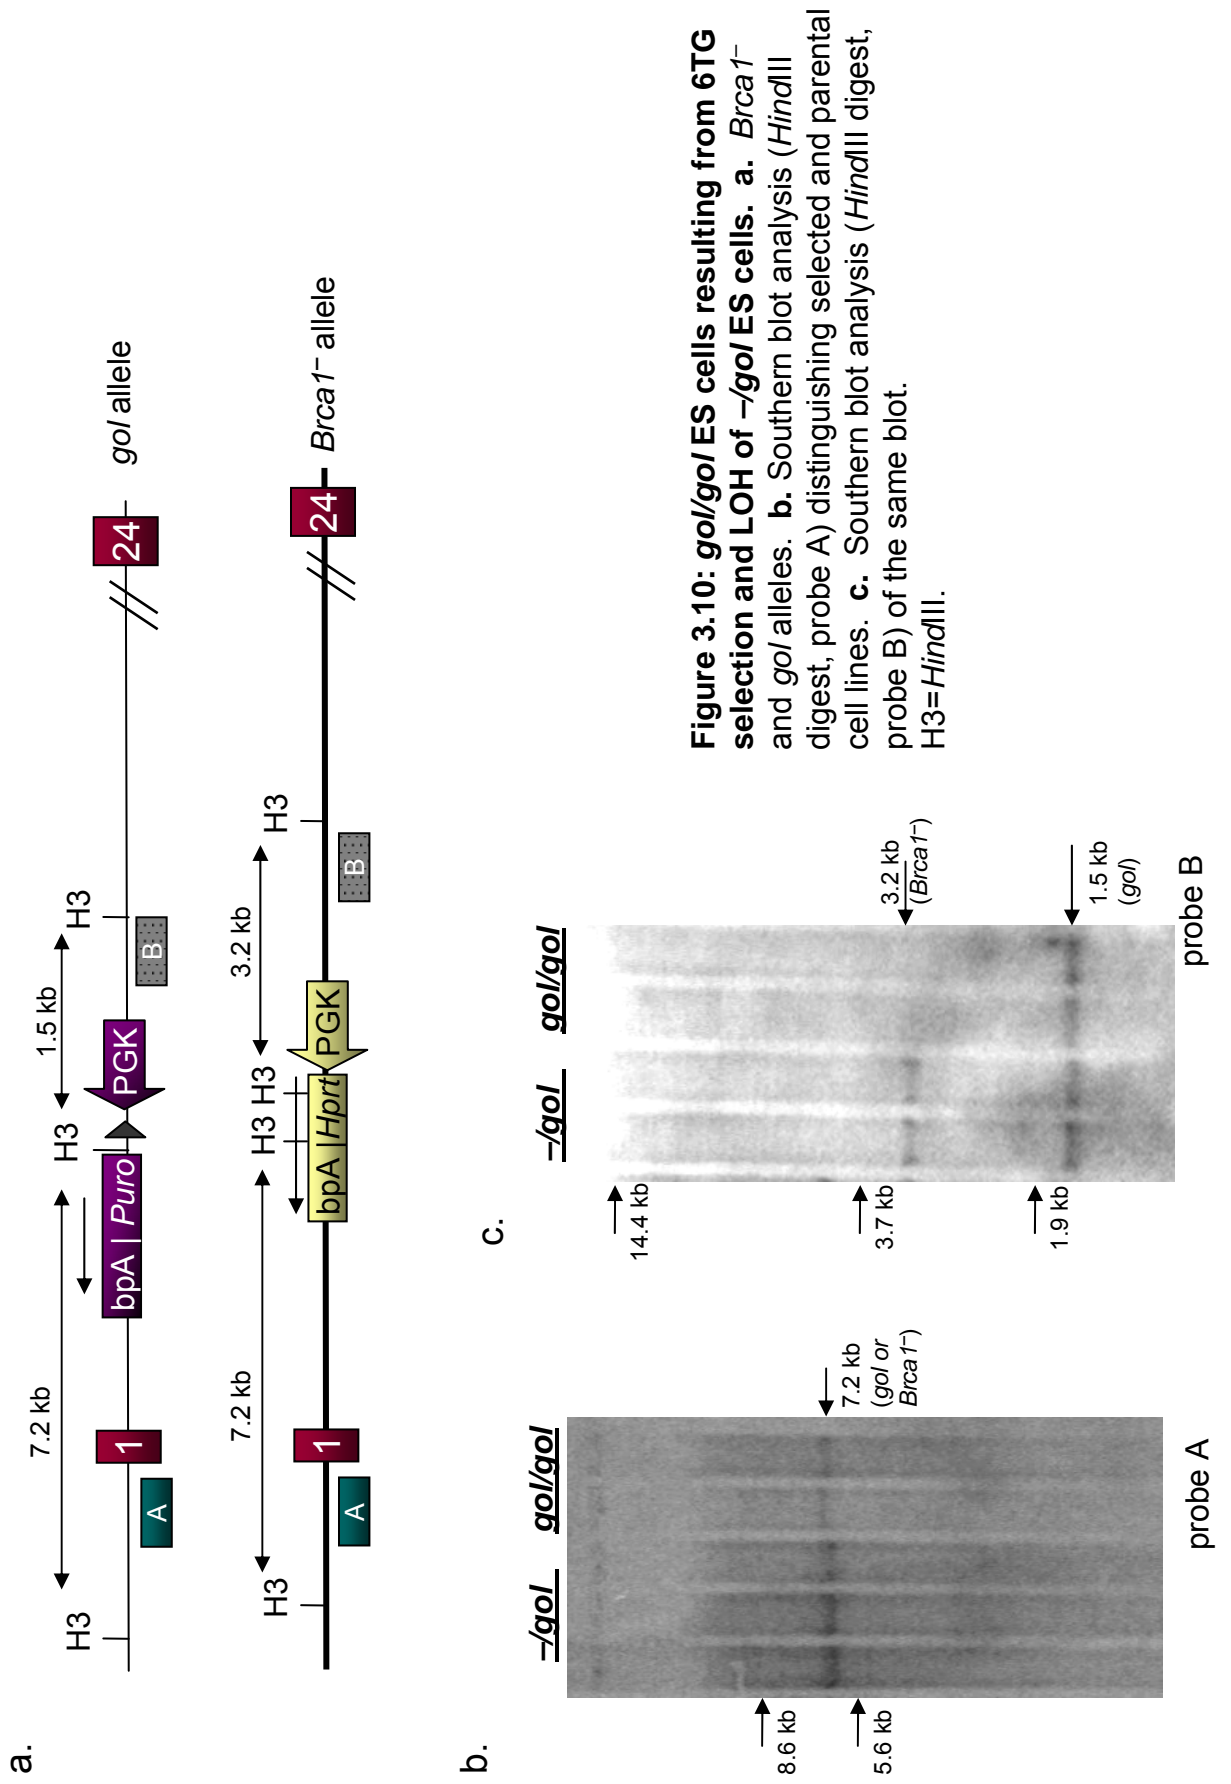 a.
7.2 kb
1.5 kb
H3
H3
H3
A
1
bpA | Puro
PGK
B
24
gol allele
7.2 kb
3.2 kb
H3
H3 H3
H3
A
1
bpA | Hprt
PGK
B
24
Brca1– allele
b.
–/gol
gol/gol
8.6 kb
5.6 kb
7.2 kb
(gol or
Brca1–)
probe A
c.
–/gol
gol/gol
14.4 kb
3.7 kb
1.9 kb
3.2 kb
(Brca1–)
1.5 kb
(gol)
probe B
Figure 3.10: gol/gol ES cells resulting from 6TG
selection and LOH of –/gol ES cells. a. Brca1–
and gol alleles. b. Southern blot analysis (HindIII
digest, probe A) distinguishing selected and parental
cell lines. c. Southern blot analysis (HindIII digest,
probe B) of the same blot.
H3=HindIII.